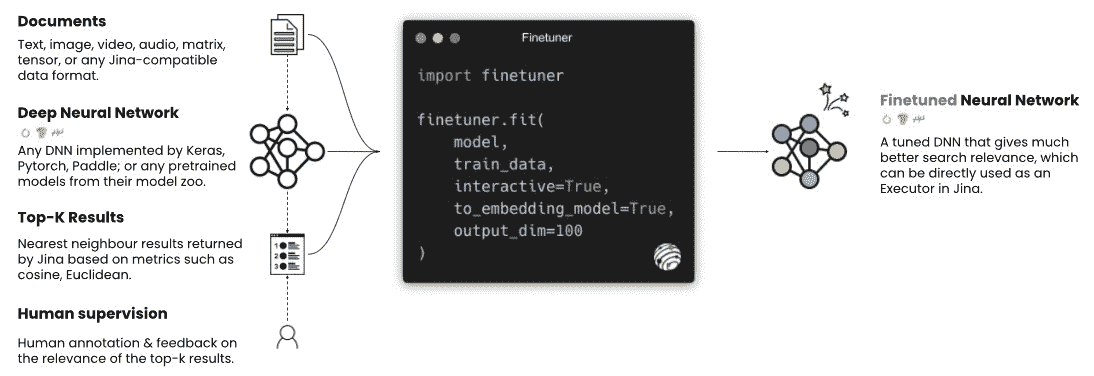 Documents
Text, image, video, audio, matrix,
tensor, or any Jina-compatible
data format.
Deep Neural Network
Any DNN implemented by Keras,
Pytorch, Paddle; or any pretrained
models from their model zoo.
Top-K Results
Nearest neighbour results returned
by Jina based on metrics such as
cosine, Euclidean.
Human supervision
Human annotation & feedback on
the relevance of the top-k results.
1
2
3
Finetuner
import finetuner
finetuner.fit(
model,
train_data,
interactive=True,
to_embedding_model=True,
output_dim=100
)
Finetuned Neural Network
A tuned DNN that gives much
better search relevance, which
can be directly used as an
Executor in Jina.